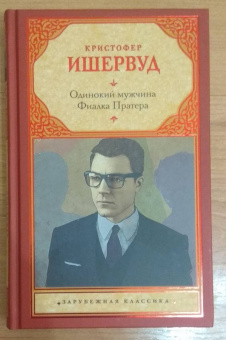 КРИСТОФЕР
ИШЕРВУД
Одинокий мужчина
Фиалка Пратера
ЗАРУБЕЖНАЯ КЛАССИКА